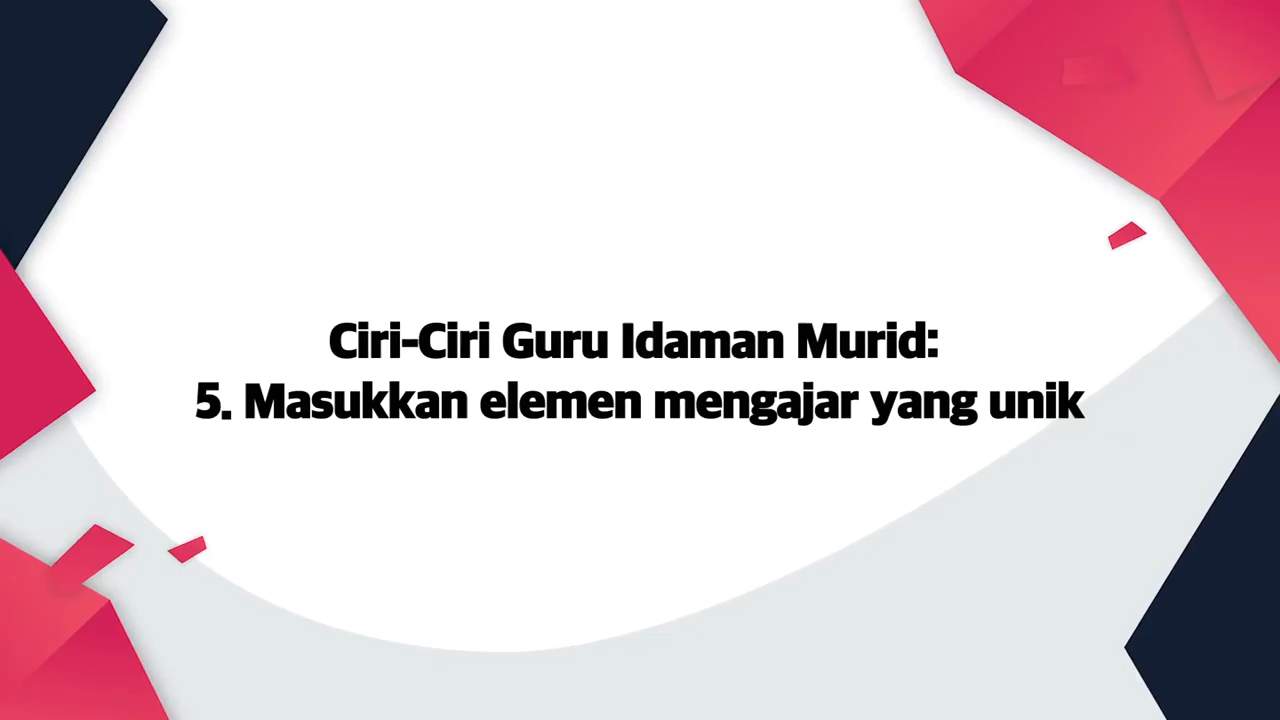 Ciri-Ciri Guru Idaman Murid:
5. Masukkan elemen mengajar yang unik